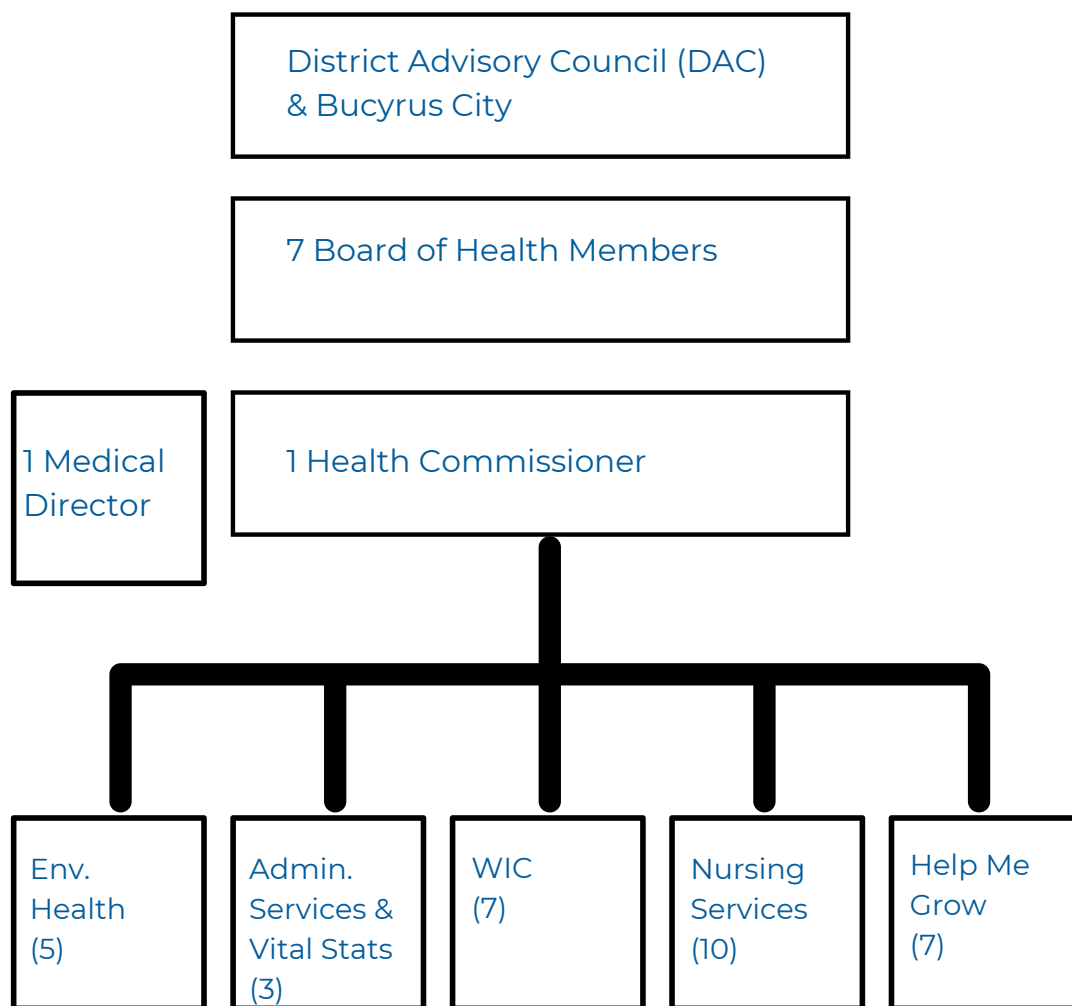 District Advisory Council (DAC)
& Bucyrus City
7 Board of Health Members
1 Medical
Director
1 Health Commissioner
Env.
Health
(5)
Admin.
Services &
Vital Stats
(3)
WIC
(7)
Nursing
Services
(10)
Help Me
Grow
(7)